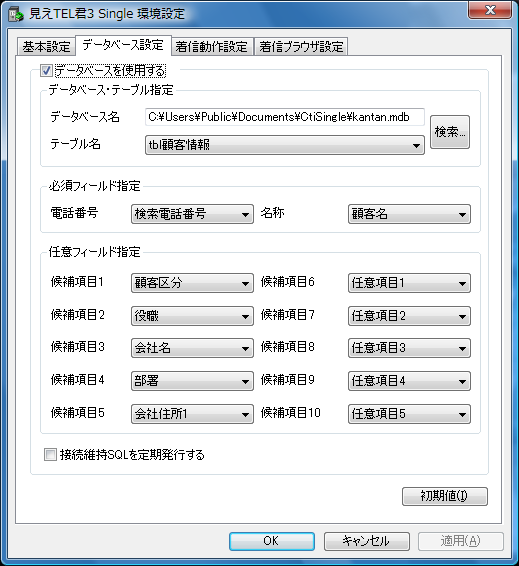 見えTEL君3 Single 環境設定
基本設定 データベース設定 着信動作設定 着信ブラウザ設定
データベースを使用する
データベース・テーブル指定
データベース名 C:¥Users¥Public¥Documents¥CtiSingle¥kantan.mdb 検索...
テーブル名 tbl顧客情報
必須フィールド指定
電話番号 検索電話番号 名称 顧客名
任意フィールド指定
候補項目1 顧客区分 候補項目6 任意項目1
候補項目2 役職 候補項目7 任意項目2
候補項目3 会社名 候補項目8 任意項目3
候補項目4 部署 候補項目9 任意項目4
候補項目5 会社住所1 候補項目10 任意項目5
接続維持SQLを定期発行する
初期値(I)
OK キャンセル 適用(A)